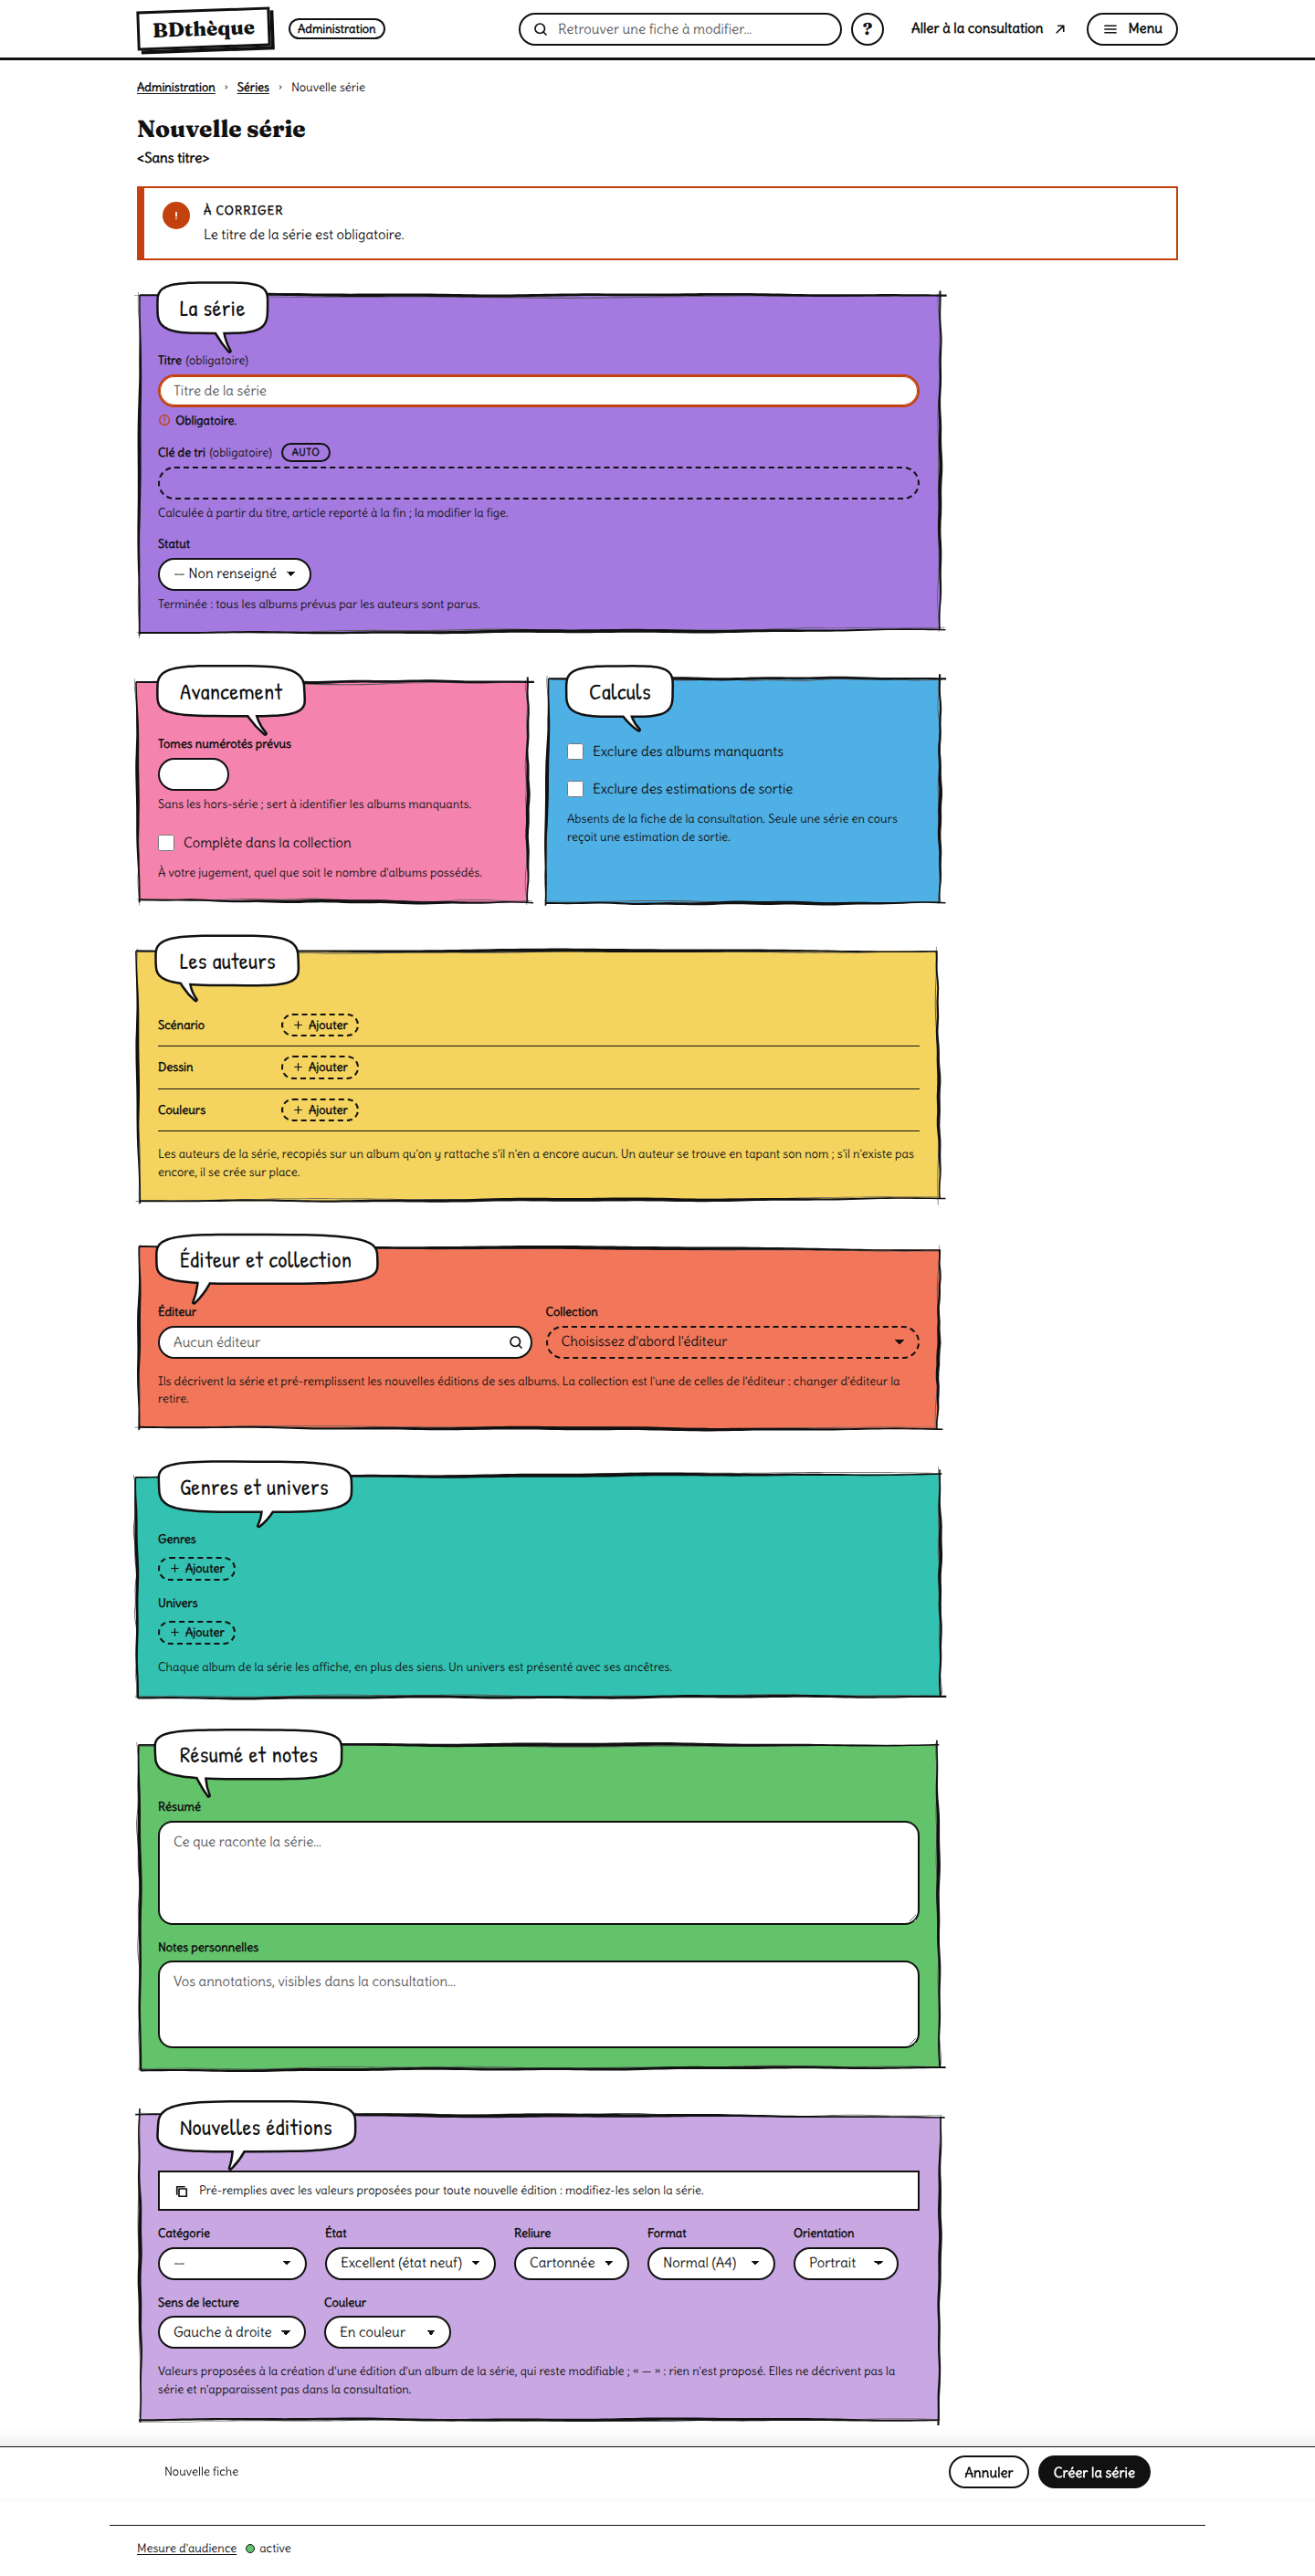 BDthèque
Administration
Retrouver une fiche à modifier...
?
Aller à la consultation
Menu
Administration › Séries › Nouvelle série
Nouvelle série
<Sans titre>
!
À CORRIGER
Le titre de la série est obligatoire.
La série
Titre (obligatoire)
Titre de la série
Obligatoire.
Clé de tri (obligatoire) AUTO
Calculée à partir du titre, article reporté à la fin ; la modifier la fige.
Statut
— Non renseigné
Terminée : tous les albums prévus par les auteurs sont parus.
Avancement
Tomes numérotés prévus
Sans les hors-série ; sert à identifier les albums manquants.
Complète dans la collection
À votre jugement, quel que soit le nombre d'albums possédés.
Calculs
Exclure des albums manquants
Exclure des estimations de sortie
Absents de la fiche de la consultation. Seule une série en cours
reçoit une estimation de sortie.
Les auteurs
Scénario + Ajouter
Dessin + Ajouter
Couleurs + Ajouter
Les auteurs de la série, recopiés sur un album qu'on y rattache s'il n'en a encore aucun. Un auteur se trouve en tapant son nom ; s'il n'existe pas
encore, il se crée sur place.
Éditeur et collection
Éditeur
Aucun éditeur
Collection
Choisissez d'abord l'éditeur
Ils décrivent la série et pré-remplissent les nouvelles éditions de ses albums. La collection est l'une de celles de l'éditeur : changer d'éditeur la
retire.
Genres et univers
Genres
+ Ajouter
Univers
+ Ajouter
Chaque album de la série les affiche, en plus des siens. Un univers est présenté avec ses ancêtres.
Résumé et notes
Résumé
Ce que raconte la série...
Notes personnelles
Vos annotations, visibles dans la consultation...
Nouvelles éditions
Pré-remplies avec les valeurs proposées pour toute nouvelle édition : modifiez-les selon la série.
Catégorie État Reliure Format Orientation
— Excellent (état neuf) Cartonnée Normal (A4) Portrait
Sens de lecture Couleur
Gauche à droite En couleur
Valeurs proposées à la création d'une édition d'un album de la série, qui reste modifiable ; « — » : rien n'est proposé. Elles ne décrivent pas la
série et n'apparaissent pas dans la consultation.
Nouvelle fiche
Annuler
Créer la série
Mesure d'audience active